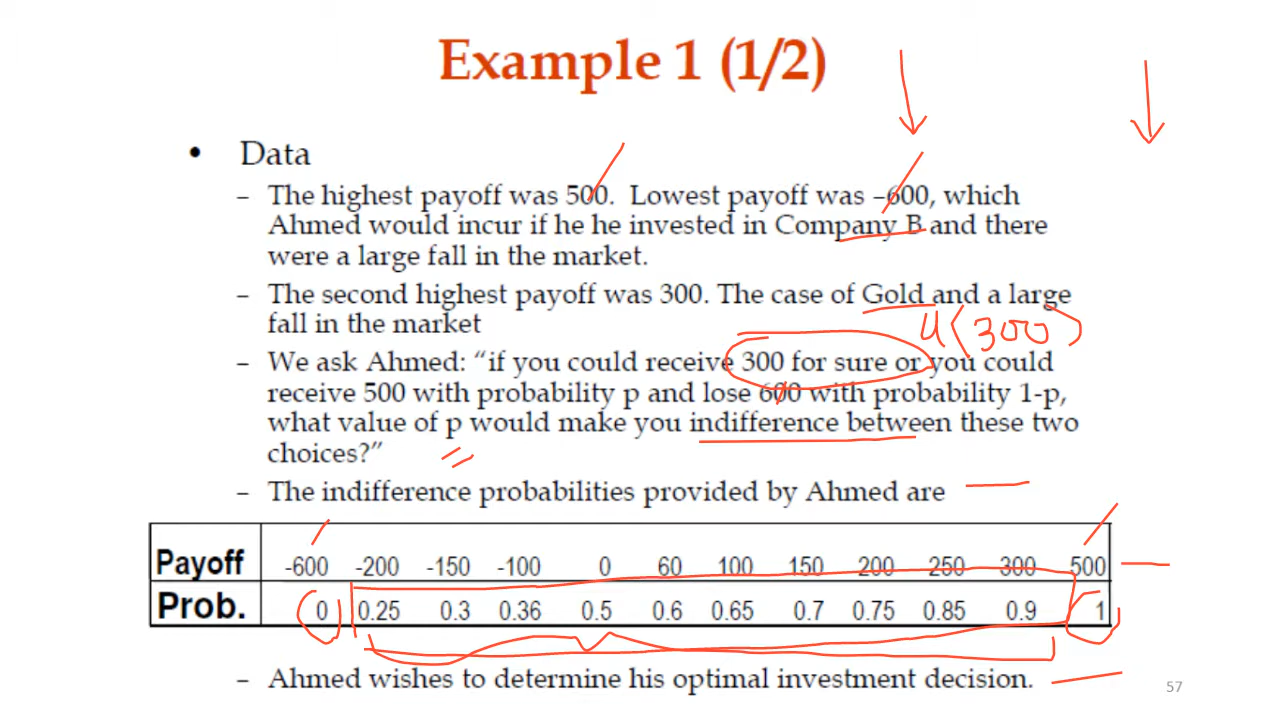 Example 1 (1/2)
• Data
– The highest payoff was 500. Lowest payoff was –600, which
Ahmed would incur if he he invested in Company B and there
were a large fall in the market.
– The second highest payoff was 300. The case of Gold and a large
fall in the market
u(300)
– We ask Ahmed: “if you could receive 300 for sure or you could
receive 500 with probability p and lose 600 with probability 1-p,
what value of p would make you indifference between these two
choices?”
– The indifference probabilities provided by Ahmed are
Payoff -600 -200 -150 -100 0 60 100 150 200 250 300 500
Prob. 0 0.25 0.3 0.36 0.5 0.6 0.65 0.7 0.75 0.85 0.9 1
– Ahmed wishes to determine his optimal investment decision.
57